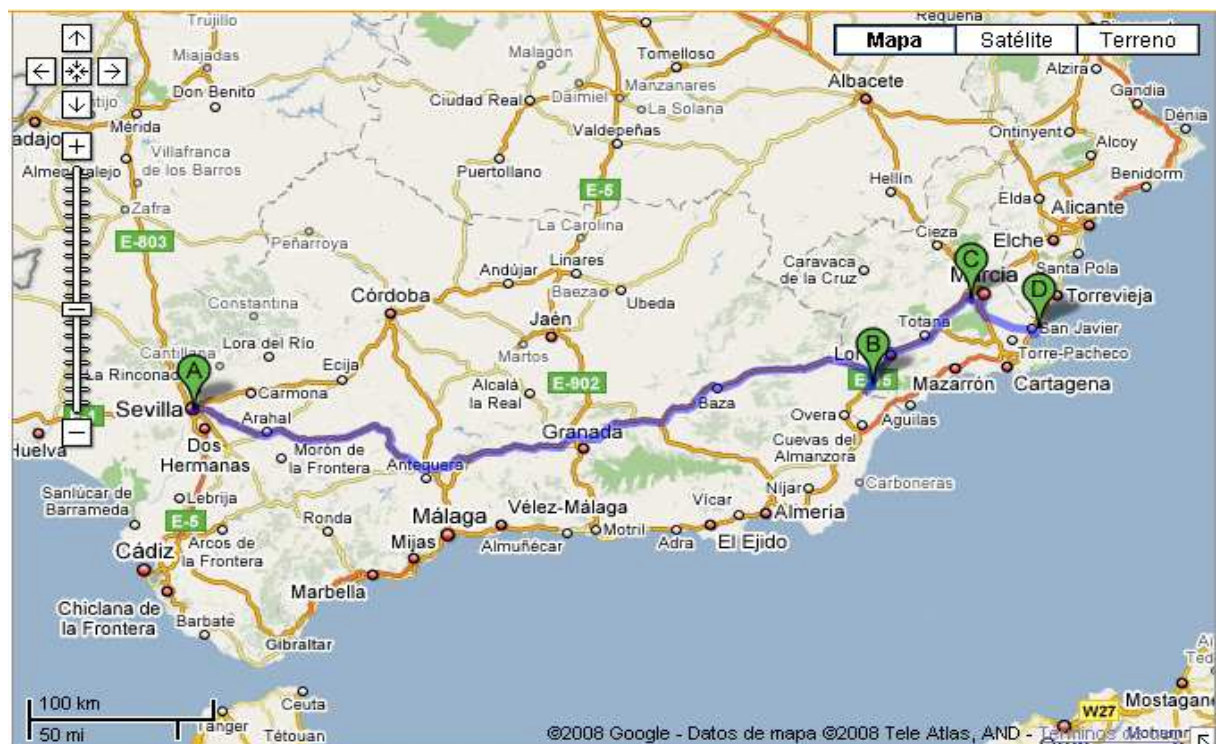 Trujillo
Requena
Mapa
Satélite
Terreno
Malagón
Tomelloso
Miajadas
Alzira
Daimiel
Manzanares
Albacete
Gandia
Don Benito
Ciudad Real
La Solana
Mérida
Valdepeñas
Ontinyent
Dénia
Alcoy
Villafranca
de los Barros
Puertollano
Benidorm
E-5
Hellín
Elda
Zafra
Alicante
La Carolina
Cieza
Elche
E-803
Peñarroya
Linares
Caravaca
de la Cruz
Santa Pola
Andújar
C
Murcia
Baeza
Ubeda
D
Torrevieja
Constantina
Córdoba
Jaén
Totana
San Javier
Cantillana
Lora del Río
Martos
B
Torre-Pacheco
Ecija
A
Carmona
Alcalá
la Real
E-902
Mazarrón
Cartagena
Sevilla
Arahal
Baza
Overa
Aguilas
Huelva
Dos
Hermanas
Morón de
la Frontera
Granada
Cuevas del
Almanzora
Antequera
Carboneras
Sanlúcar de
Barrameda
Lebrija
Níjar
Vícar
Ronda
Málaga
Vélez-Málaga
Almería
E-5
Motril
Adra
El Ejido
Arcos de
la Frontera
Mijas
Almuñécar
Cádiz
Marbella
Chiclana de
la Frontera
Barbate
Gibraltar
100 km
50 mi
Ceuta
Tánger
Tétouan
W27
©2008 Google - Datos de mapa ©2008 Tele Atlas, AND -